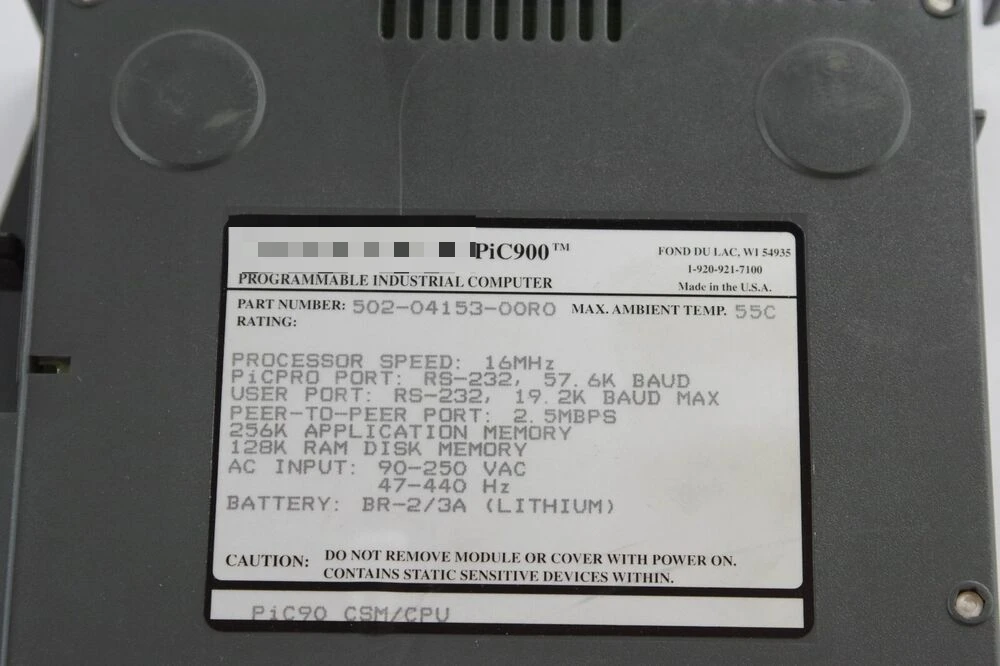 PiC900™
FOND DU LAC, WI 54935
1-920-921-7100
PROGRAMMABLE INDUSTRIAL COMPUTER
Made in the U.S.A.
PART NUMBER: 502-04153-00R0 MAX. AMBIENT TEMP. 55C
RATING:
PROCESSOR SPEED: 16MHz
PiCPRO PORT: RS-232, 57.6K BAUD
USER PORT: RS-232, 19.2K BAUD MAX
PEER-TO-PEER PORT: 2.5MBPS
256K APPLICATION MEMORY
128K RAM DISK MEMORY
AC INPUT: 90-250 VAC
47-440 Hz
BATTERY: BR-2/3A (LITHIUM)
CAUTION: DO NOT REMOVE MODULE OR COVER WITH POWER ON.
CONTAINS STATIC SENSITIVE DEVICES WITHIN.
PiC90 CSM/CPU